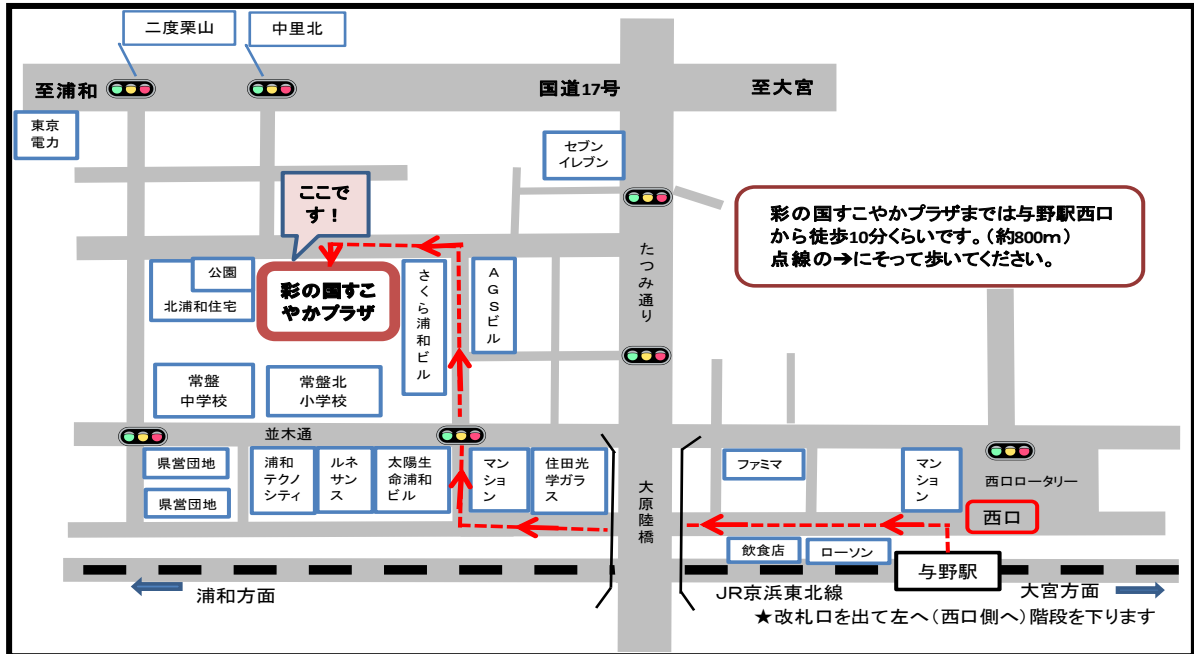 二度栗山
中里北
至浦和
国道17号
至大宮
東京
電力
セブン
イレブン
ここで
す！
彩の国すこやかプラザまでは与野駅西口
から徒歩10分くらいです。（約800m）
点線の→にそって歩いてください。
たつみ通り
公園
北浦和住宅
彩の国すこ
やかプラザ
さくら浦和ビル
AGSビル
常盤
中学校
常盤北
小学校
並木通
県営団地
県営団地
浦和
テクノ
シティ
ルネ
サンス
太陽生
命浦和
ビル
マンション
住田光
学ガラ
ス
大原陸橋
ファミマ
マンション
西口ロータリー
西口
飲食店
ローソン
与野駅
浦和方面
JR京浜東北線
大宮方面
★改札口を出て左へ（西口側へ）階段を下ります